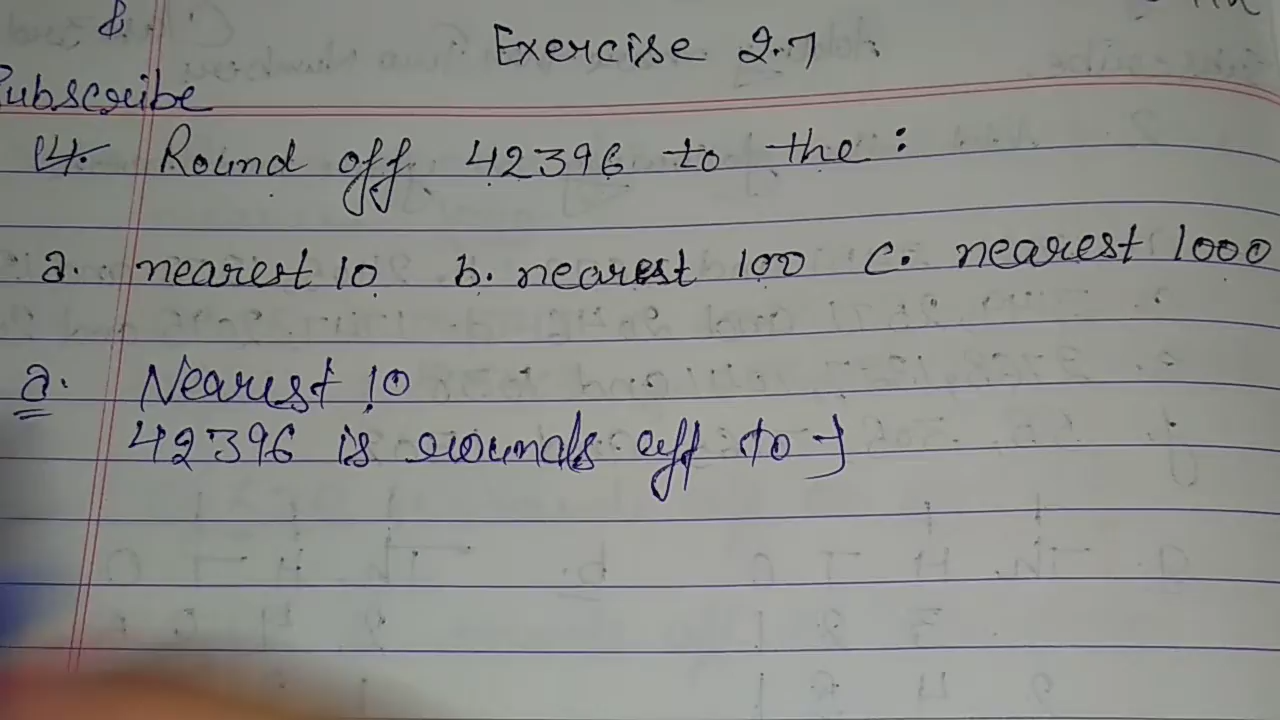 &
Exercise 2.7
Subscribe
14. Round off 42396 to the :
a. nearest 10 b. nearest 100 c. nearest 1000
a. Nearest 10
42396 is rounds off to